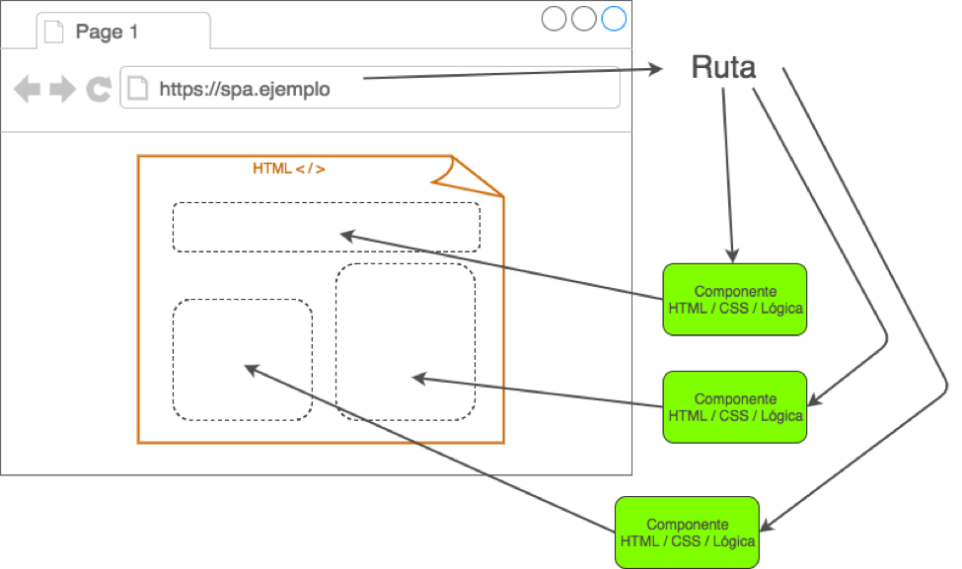 Page 1
https://spa.ejemplo
Ruta
HTML </>
Componente
HTML / CSS / Lógica
Componente
HTML / CSS / Lógica
Componente
HTML / CSS / Lógica